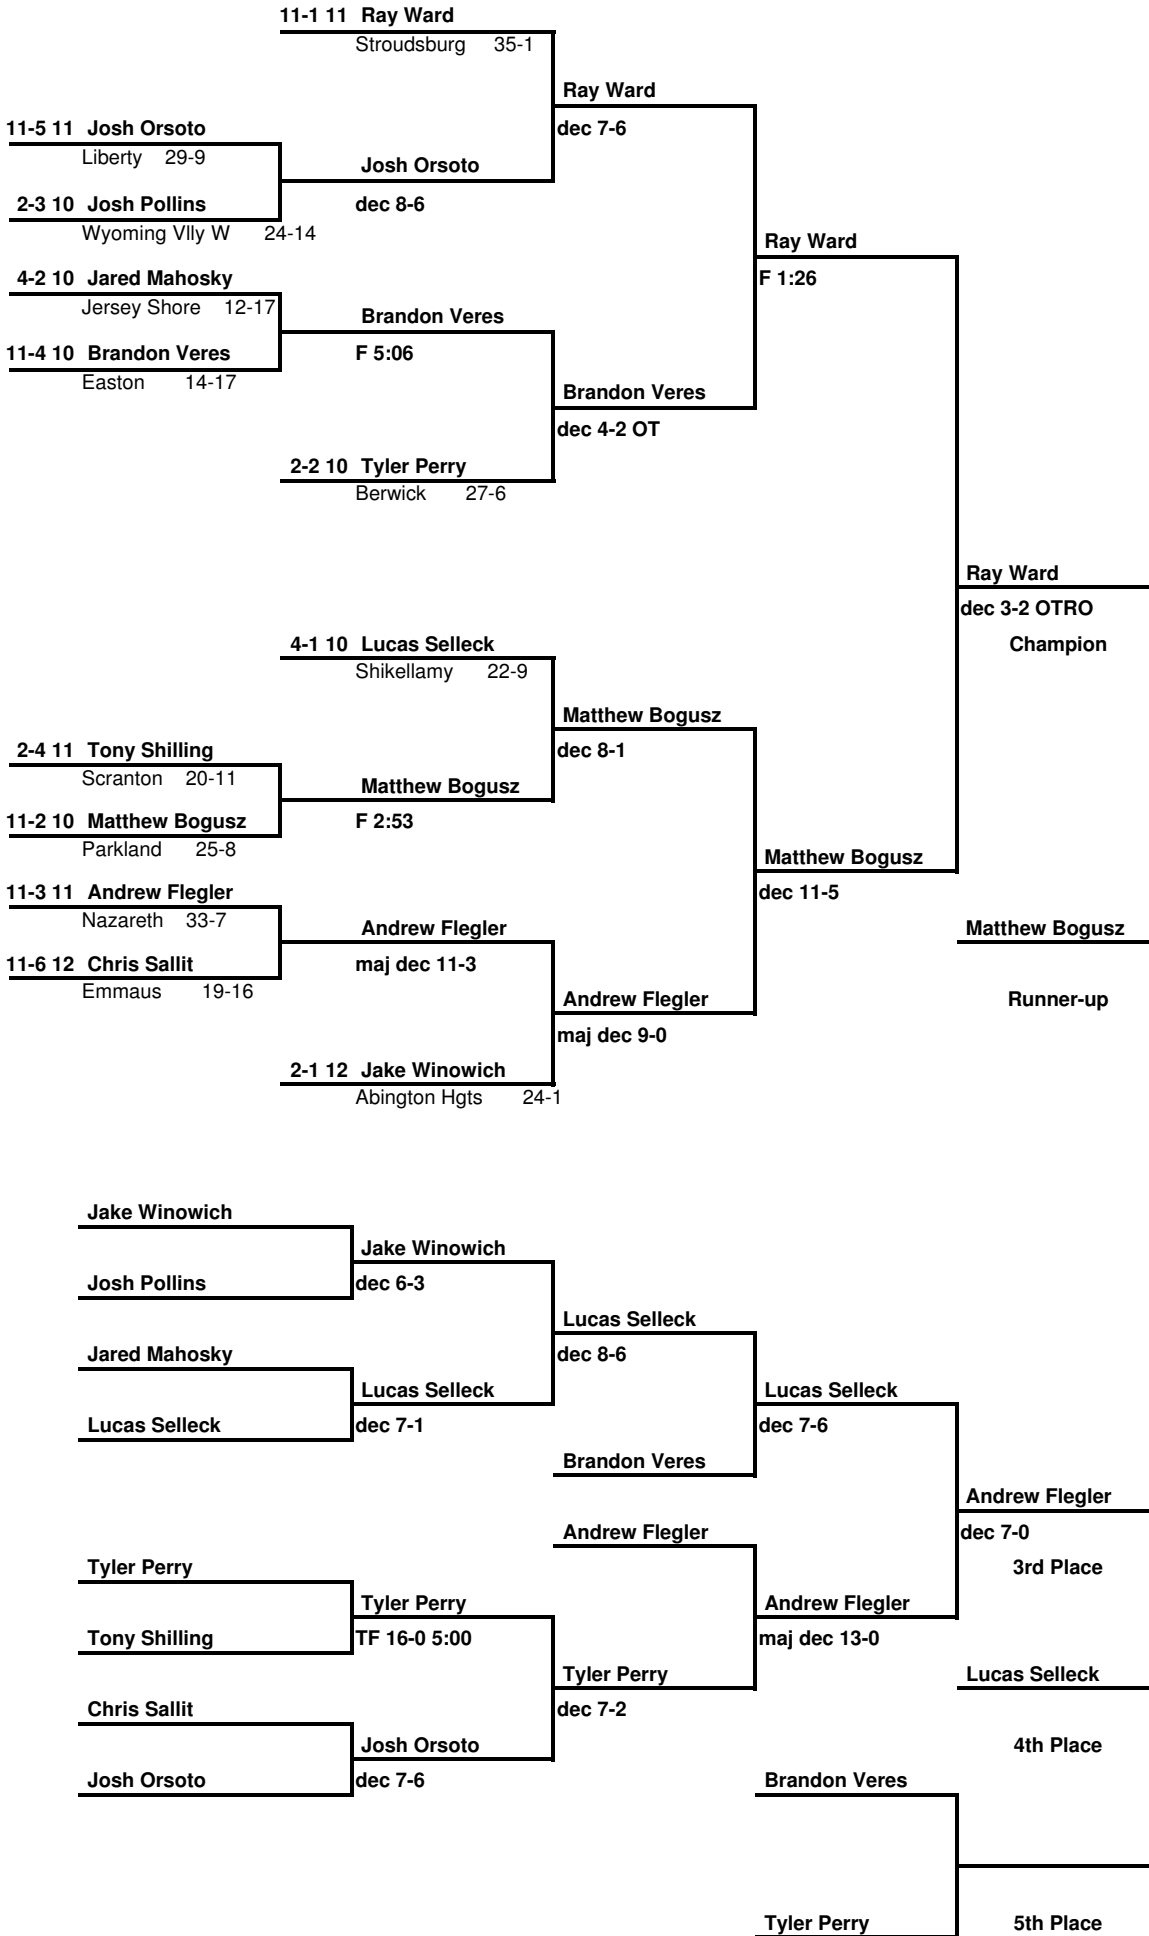 11-1 11 Ray Ward
Stroudsburg 35-1
Ray Ward
11-5 11 Josh Orsoto
dec 7-6
Liberty 29-9
Josh Orsoto
2-3 10 Josh Pollins
dec 8-6
Wyoming Vlly W 24-14
Ray Ward
4-2 10 Jared Mahosky
F 1:26
Jersey Shore 12-17
Brandon Veres
11-4 10 Brandon Veres
F 5:06
Easton 14-17
Brandon Veres
dec 4-2 OT
2-2 10 Tyler Perry
Berwick 27-6
Ray Ward
dec 3-2 OTRO
4-1 10 Lucas Selleck
Champion
Shikellamy 22-9
Matthew Bogusz
2-4 11 Tony Shilling
dec 8-1
Scranton 20-11
Matthew Bogusz
11-2 10 Matthew Bogusz
F 2:53
Parkland 25-8
Matthew Bogusz
11-3 11 Andrew Flegler
dec 11-5
Nazareth 33-7
Andrew Flegler
Matthew Bogusz
11-6 12 Chris Sallit
maj dec 11-3
Emmaus 19-16
Andrew Flegler
Runner-up
maj dec 9-0
2-1 12 Jake Winowich
Abington Hgts 24-1
Jake Winowich
Jake Winowich
Josh Pollins
dec 6-3
Lucas Selleck
Jared Mahosky
dec 8-6
Lucas Selleck
Lucas Selleck
Lucas Selleck
dec 7-1
dec 7-6
Brandon Veres
Andrew Flegler
Andrew Flegler
dec 7-0
Tyler Perry
3rd Place
Tyler Perry
Andrew Flegler
Tony Shilling
TF 16-0 5:00
maj dec 13-0
Tyler Perry
Lucas Selleck
Chris Sallit
dec 7-2
Josh Orsoto
4th Place
Josh Orsoto
dec 7-6
Brandon Veres
Tyler Perry
5th Place